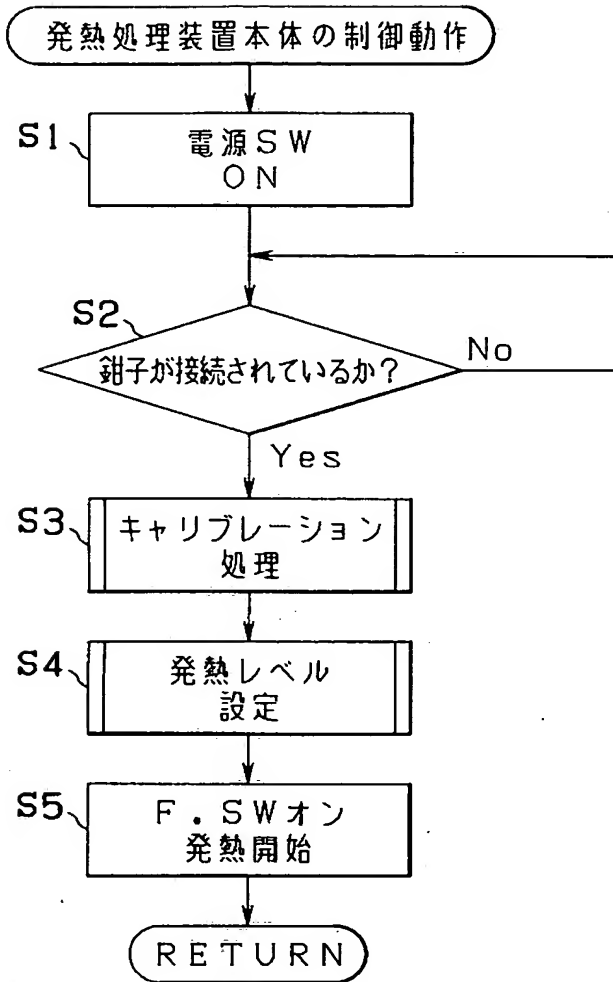 発熱処理装置本体の制御動作
S1
電源SW
ON
S2
鉗子が接続されているか?
No
Yes
S3
キャリブレーション
処理
S4
発熱レベル
設定
S5
F.SWオン
発熱開始
RETURN